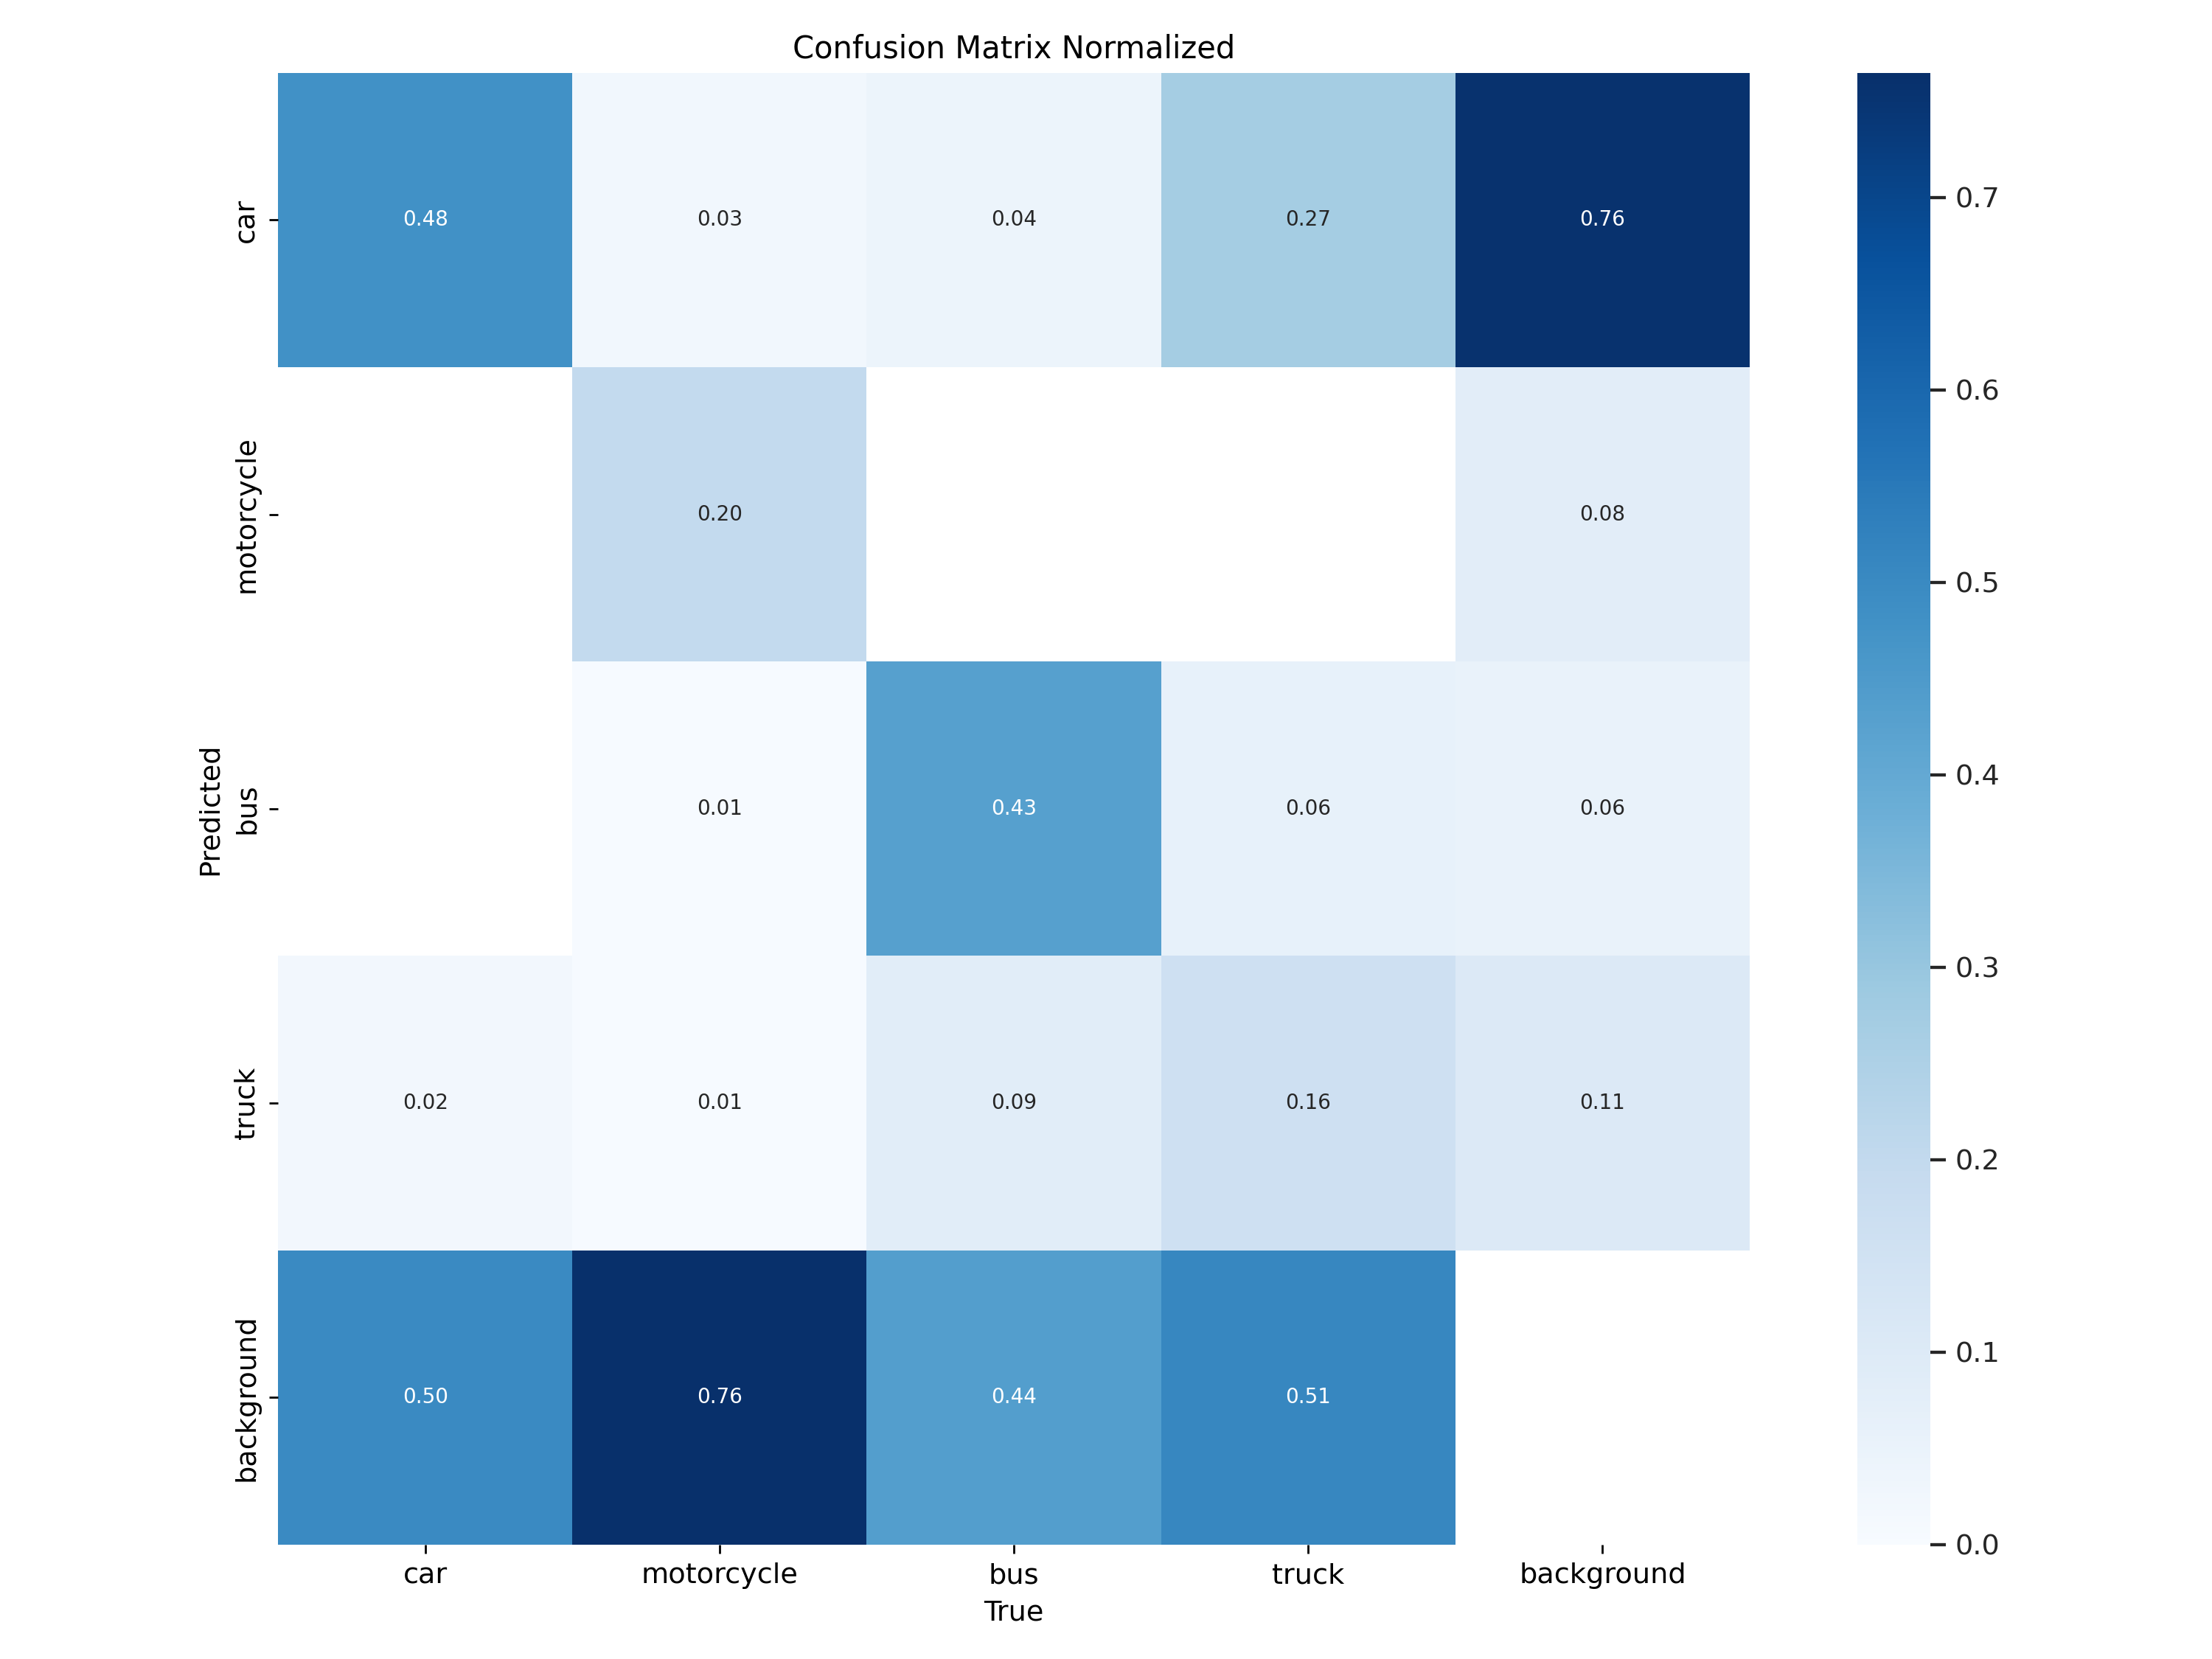 Confusion Matrix Normalized
car
0.48
0.03
0.04
0.27
0.76
motorcycle
0.20
0.08
bus
0.01
0.43
0.06
0.06
truck
0.02
0.01
0.09
0.16
0.11
background
0.50
0.76
0.44
0.51
Predicted
car
motorcycle
bus
truck
background
True
0.7
0.6
0.5
0.4
0.3
0.2
0.1
0.0